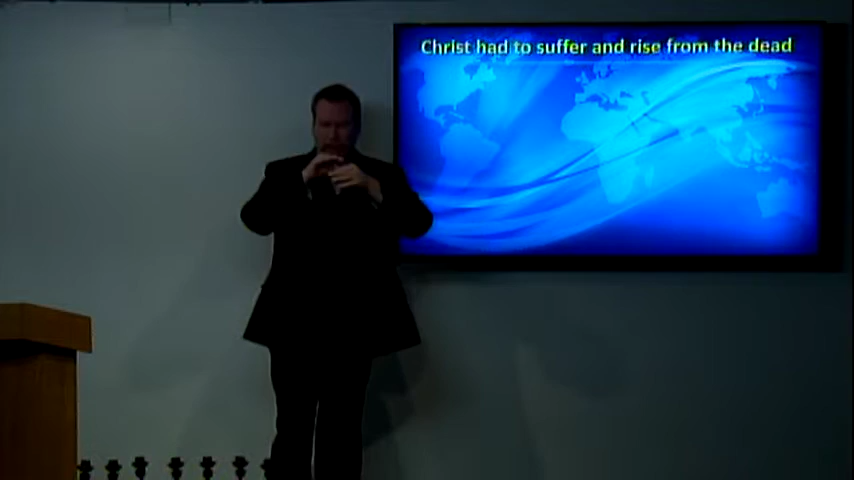 Christ had to suffer and rise from the dead